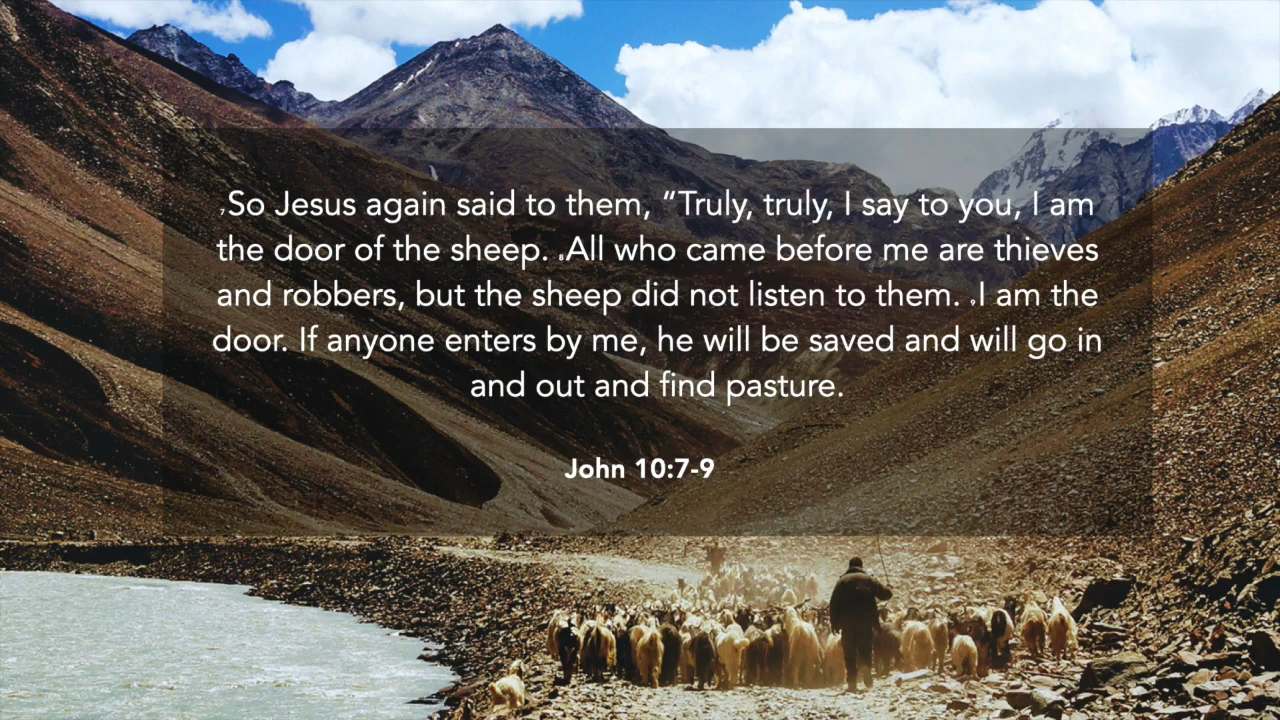 7So Jesus again said to them, “Truly, truly, I say to you, I am
the door of the sheep. 8All who came before me are thieves
and robbers, but the sheep did not listen to them. 9I am the
door. If anyone enters by me, he will be saved and will go in
and out and find pasture.
John 10:7-9